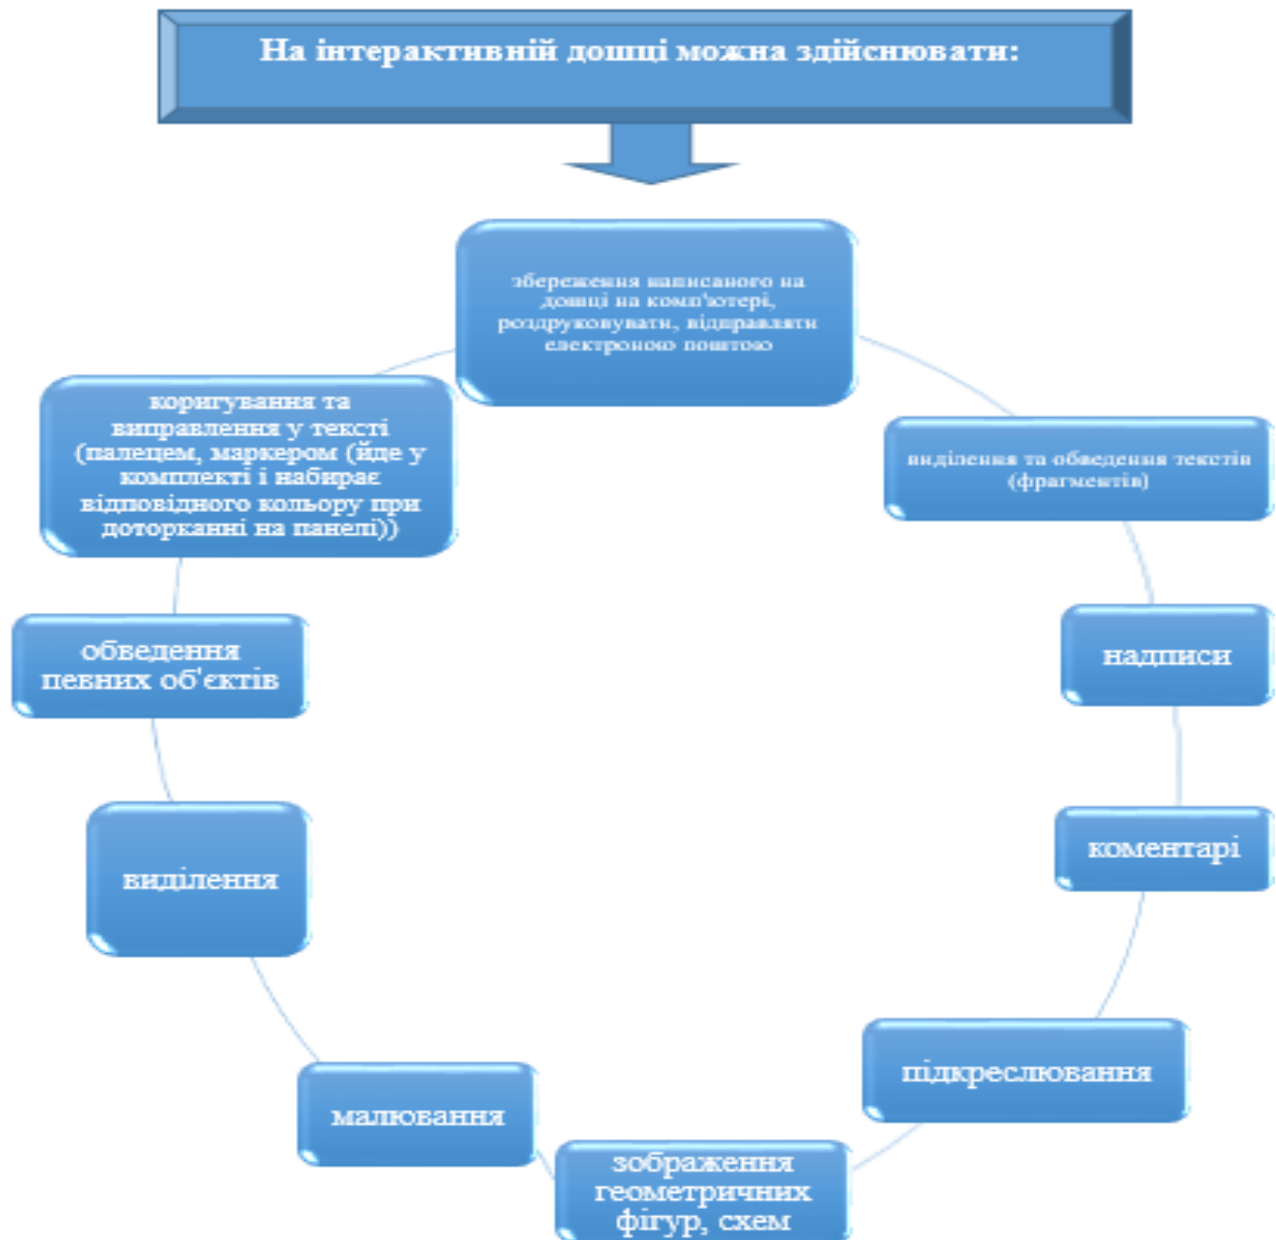 На інтерактивній дошці можна здійснювати:
збереження написаного на
дошці на комп'ютері,
роздруковувати, відправляти
електроною поштою
виділення та обведення текстів
(фрагментів)
надписи
коментарі
підкреслювання
зображення
геометричних
фігур, схем
малювання
виділення
обведення
певних об'єктів
коригування та
виправлення у тексті
(палецем, маркером (йде у
комплекті і набирає
відповідного кольору при
доторканні на панелі))